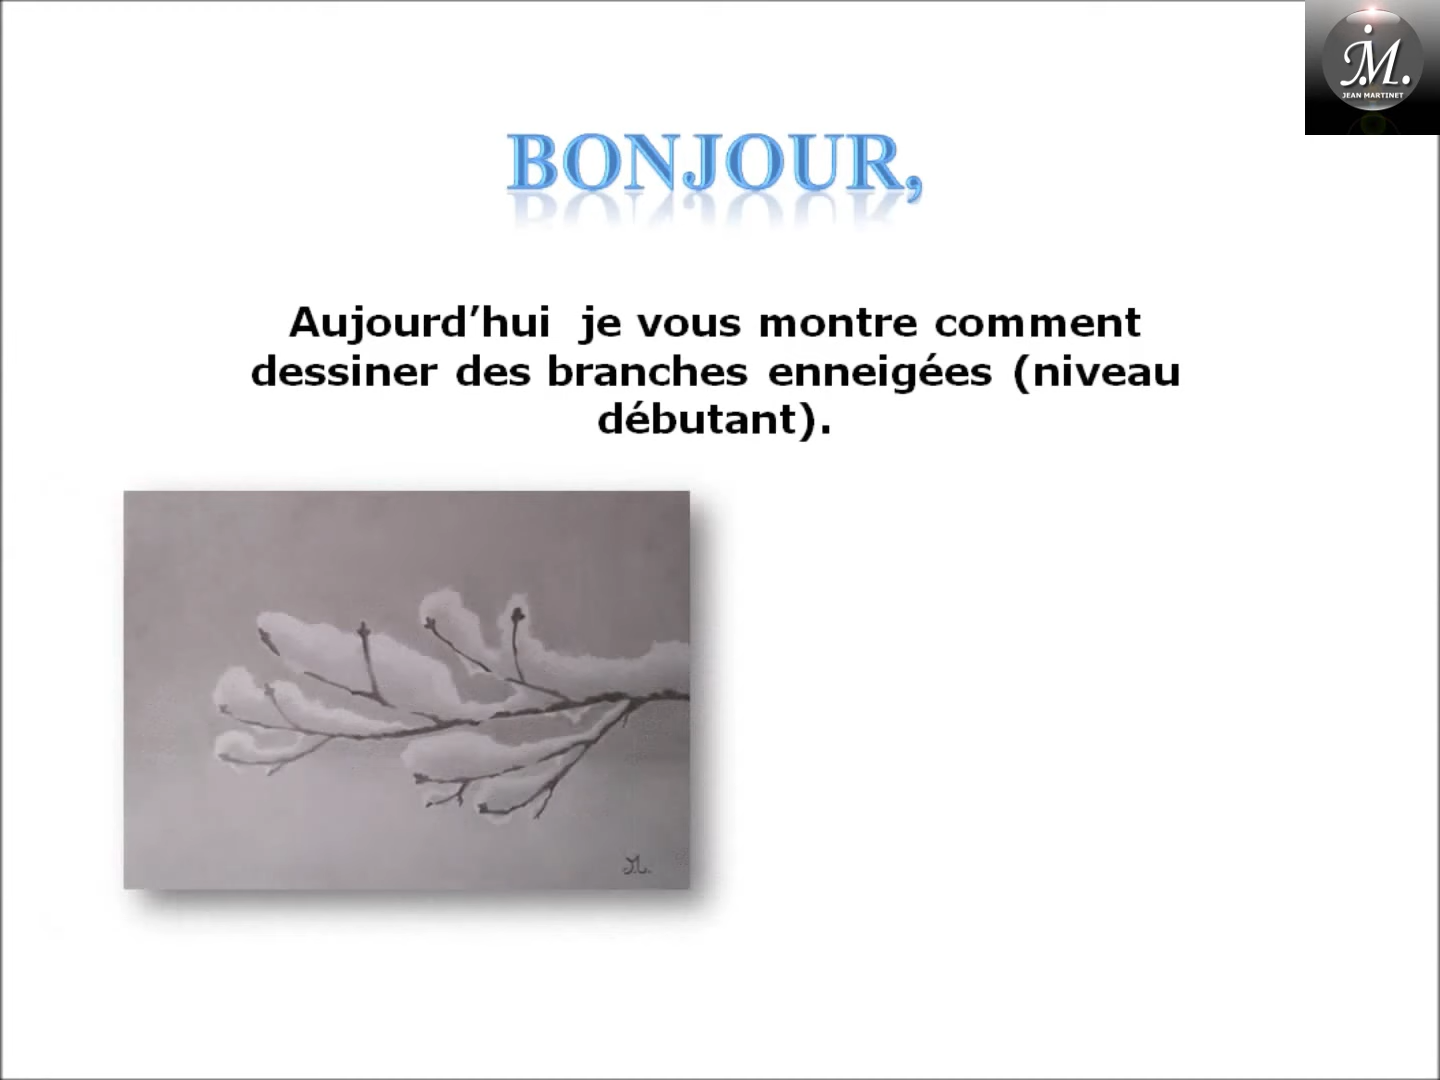 J.M.
JEAN MARTINET
BONJOUR,
Aujourd’hui je vous montre comment
dessiner des branches enneigées (niveau
débutant).